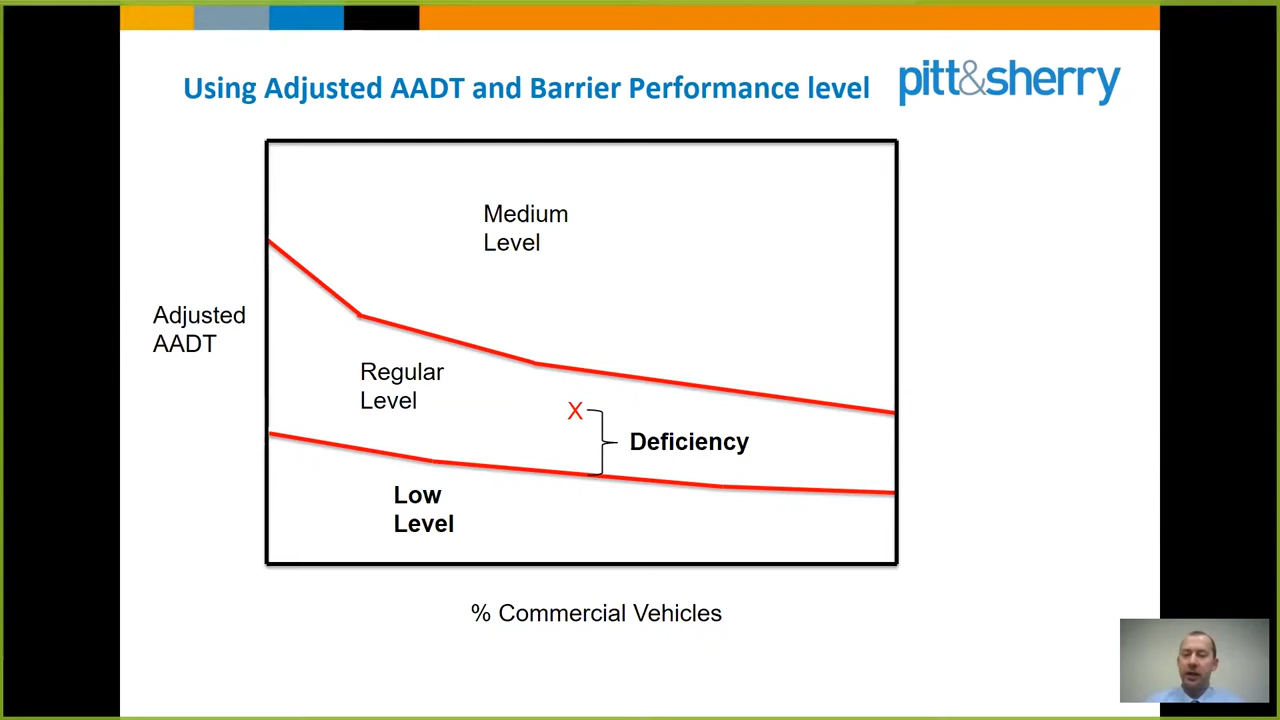 Using Adjusted AADT and Barrier Performance level
pitt&sherry
Medium
Level
Adjusted
AADT
Regular
Level
X
Deficiency
Low
Level
% Commercial Vehicles